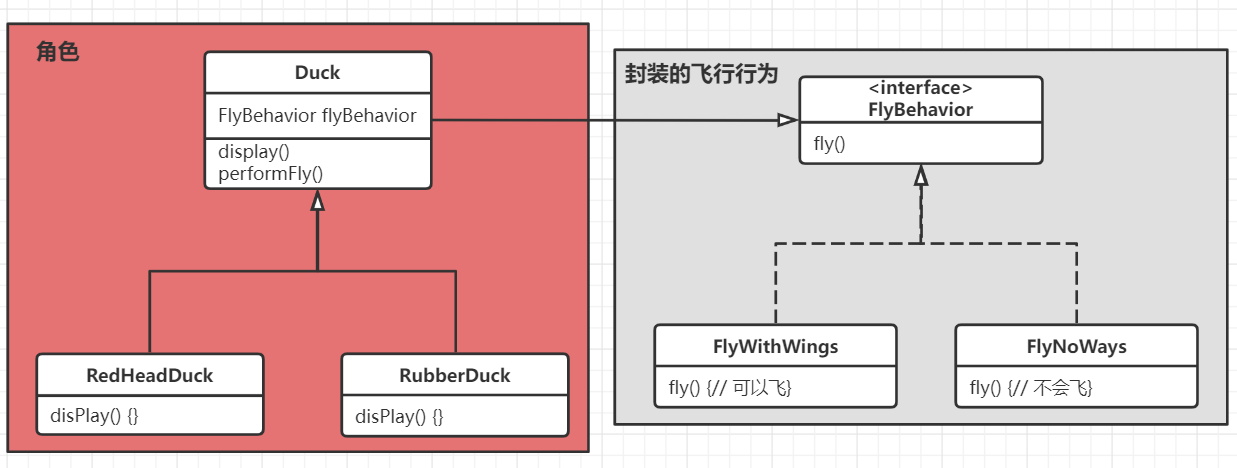 角色
Duck
FlyBehavior flyBehavior
display()
performFly()
RedHeadDuck
disPlay() {}
RubberDuck
disPlay() {}
封装的飞行行为
<interface>
FlyBehavior
fly()
FlyWithWings
fly() {// 可以飞}
FlyNoWays
fly() {// 不会飞}